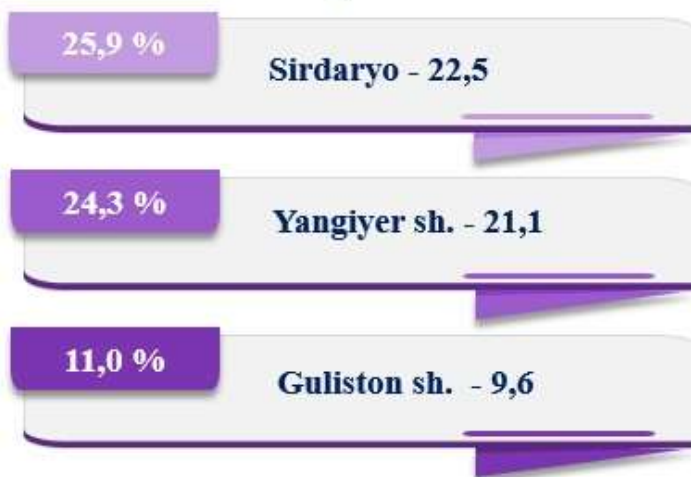 25,9 %
Sirdaryo - 22,5
24,3 %
Yangiyer sh. - 21,1
11,0 %
Guliston sh. - 9,6